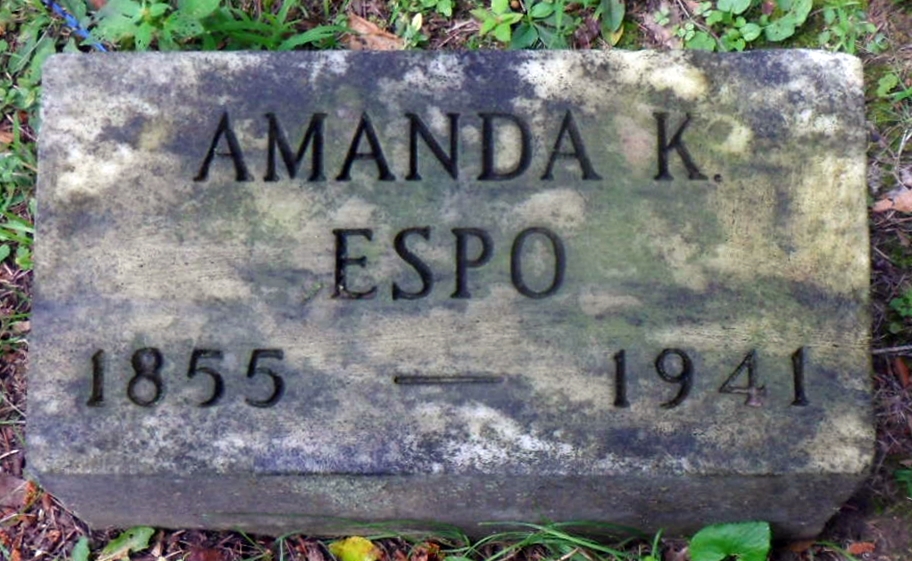 AMANDA K.
ESPO
1855 — 1941